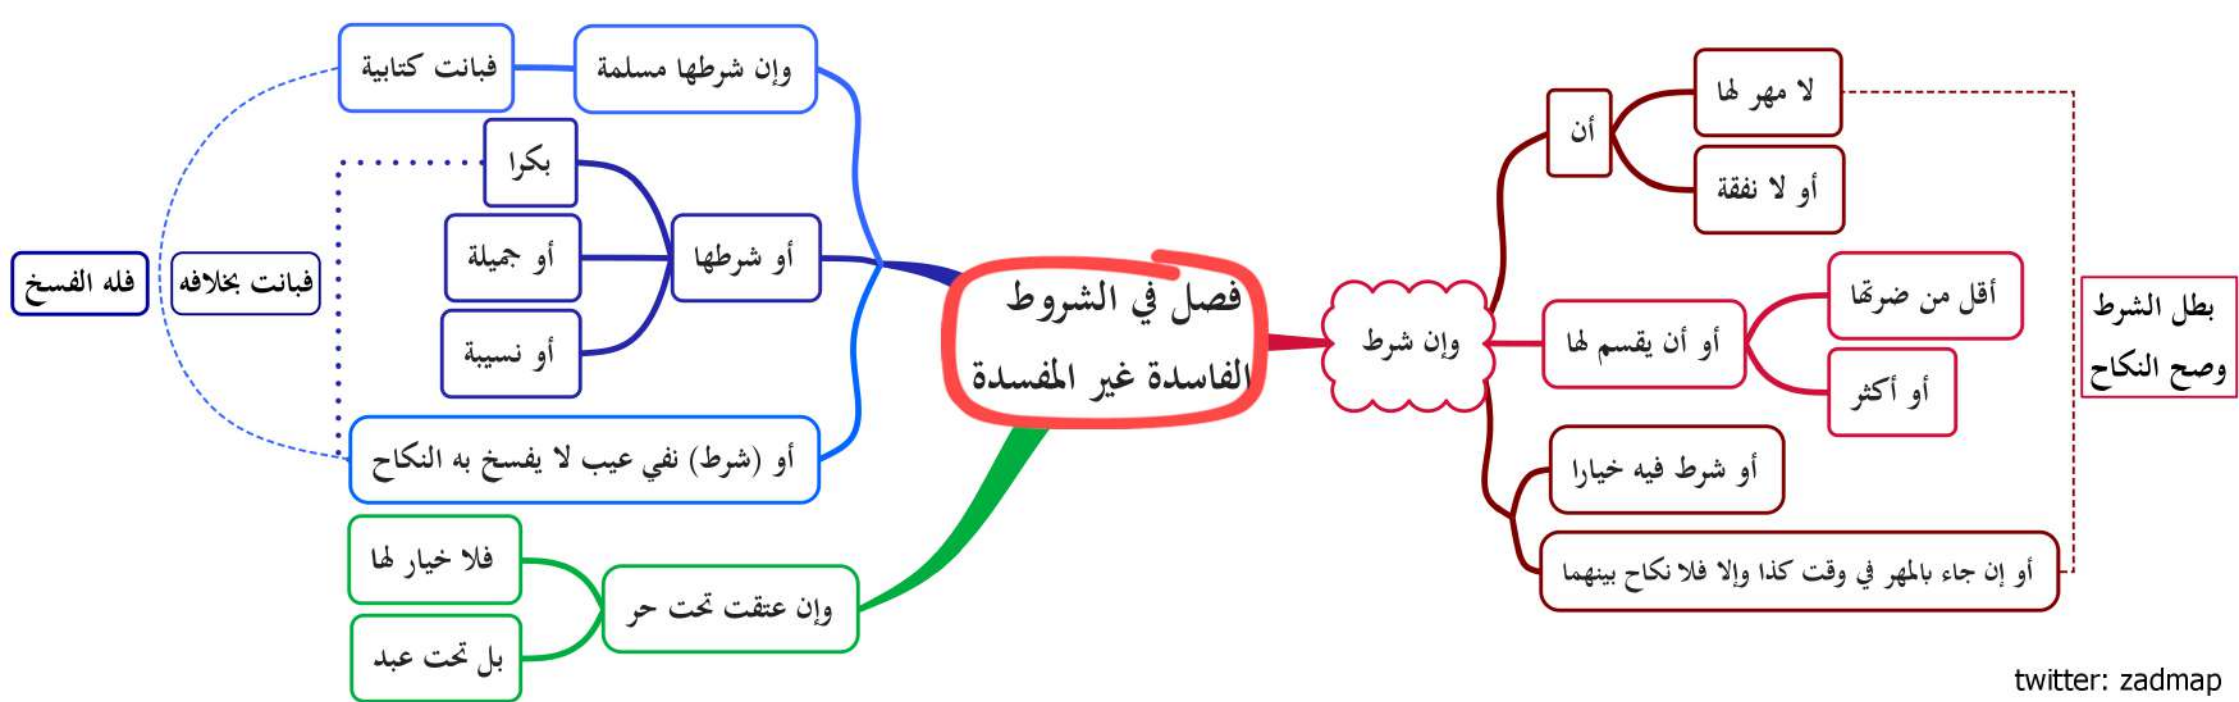 فصل في الشروط
الفاسدة غير المفسدة
وإن شرط
أن
لا مهر لها
أو لا نفقة
أو أن يقسم لها
أقل من ضرتها
أو أكثر
أو شرط فيه خيارا
أو إن جاء بالمهر في وقت كذا وإلا فلا نكاح بينهما
بطل الشرط
وصح النكاح
وإن شرطها مسلمة
فبانت كتابية
أو شرطها
بكرا
أو جميلة
أو نسيبة
أو (شرط) نفي عيب لا يفسخ به النكاح
فبانت بخلافه
فله الفسخ
وإن عتقت تحت حر
فلا خيار لها
بل تحت عبد
twitter: zadmap